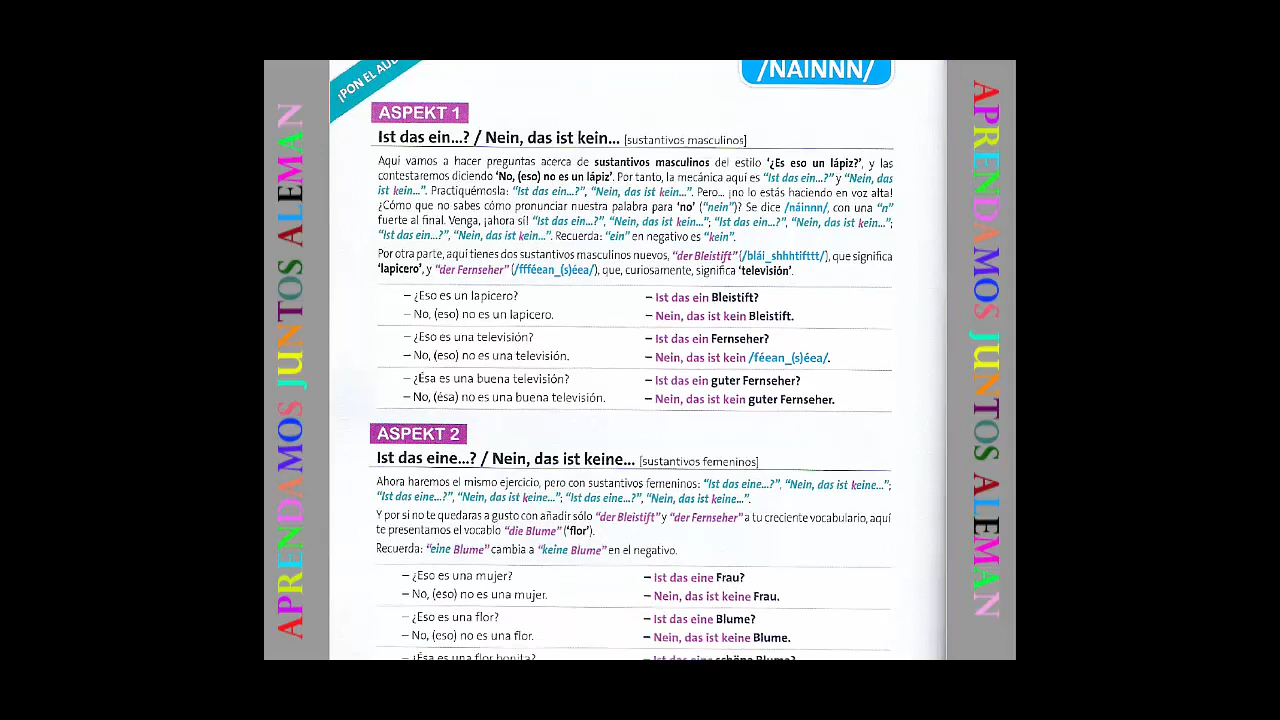 ¡PON EL
/NÁINNN/
ASPEKT 1
Ist das ein...? / Nein, das ist kein... [sustantivos masculinos]
Aquí vamos a hacer preguntas acerca de sustantivos masculinos del estilo ‘¿Es eso un lápiz?’, y las
contestaremos diciendo ‘No, (eso) no es un lápiz’. Por tanto, la mecánica aquí es “Ist das ein...?” y “Nein, das
ist kein...”. Practiquémosla: “Ist das ein...?”, “Nein, das ist kein...”. Pero... ¡no lo estás haciendo en voz alta!
¿Cómo que no sabes cómo pronunciar nuestra palabra para ‘no’ (“nein”)? Se dice /náinnn/, con una “n”
fuerte al final. Venga, ¡ahora sí! “Ist das ein...?”, “Nein, das ist kein...”; “Ist das ein...?”, “Nein, das ist kein...”;
“Ist das ein...?”, “Nein, das ist kein...”. Recuerda: “ein” en negativo es “kein”.
Por otra parte, aquí tienes dos sustantivos masculinos nuevos, “der Bleistift” (/blái_shhhtifttt/), que significa
‘lapicero’, y “der Fernseher” (/ffféean_(s)éea/), que, curiosamente, significa ‘televisión’.
– ¿Eso es un lapicero? – Ist das ein Bleistift?
– No, (eso) no es un lapicero. – Nein, das ist kein Bleistift.
– ¿Eso es una televisión? – Ist das ein Fernseher?
– No, (eso) no es una televisión. – Nein, das ist kein /féean_(s)éea/.
– ¿Ésa es una buena televisión? – Ist das ein guter Fernseher?
– No, (ésa) no es una buena televisión. – Nein, das ist kein guter Fernseher.
ASPEKT 2
Ist das eine...? / Nein, das ist keine... [sustantivos femeninos]
Ahora haremos el mismo ejercicio, pero con sustantivos femeninos: “Ist das eine...?”, “Nein, das ist keine...”;
“Ist das eine...?”, “Nein, das ist keine...”; “Ist das eine...?”, “Nein, das ist keine...”.
Y por si no te quedaras a gusto con añadir sólo “der Bleistift” y “der Fernseher” a tu creciente vocabulario, aquí
te presentamos el vocablo “die Blume” (‘flor’).
Recuerda: “eine Blume” cambia a “keine Blume” en el negativo.
– ¿Eso es una mujer? – Ist das eine Frau?
– No, (eso) no es una mujer. – Nein, das ist keine Frau.
– ¿Eso es una flor? – Ist das eine Blume?
– No, (eso) no es una flor. – Nein, das ist keine Blume.
– ¿Ésa es una flor bonita? – Ist das eine schöne Blume?
APRENDAMOS JUNTOS ALEMAN
APRENDAMOS JUNTOS ALEMAN